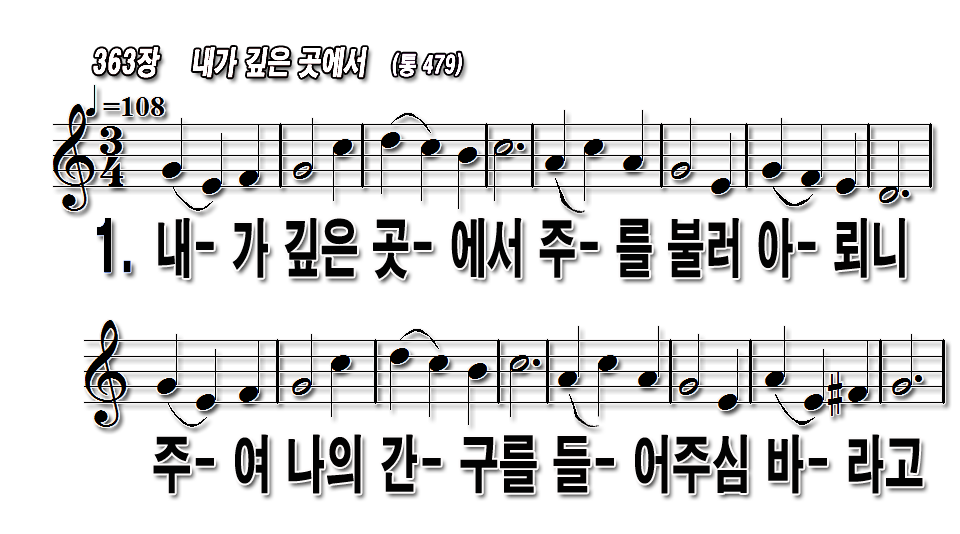 363장 내가 깊은 곳에서 (통 479)
♩=108
3/4
1. 내- 가 깊은 곳- 에서 주- 를 불러 아- 뢰니
주- 여 나의 간- 구를 들- 어주심 바- 라고